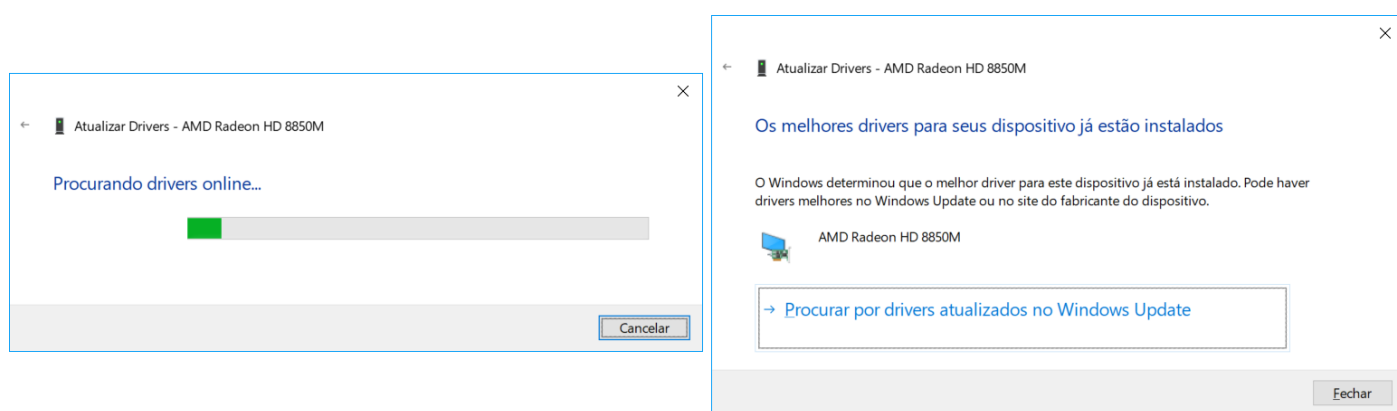 Atualizar Drivers - AMD Radeon HD 8850M
Procurando drivers online...
Cancelar
Atualizar Drivers - AMD Radeon HD 8850M
Os melhores drivers para seus dispositivo já estão instalados
O Windows determinou que o melhor driver para este dispositivo já está instalado. Pode haver
drivers melhores no Windows Update ou no site do fabricante do dispositivo.
AMD Radeon HD 8850M
Procurar por drivers atualizados no Windows Update
Fechar